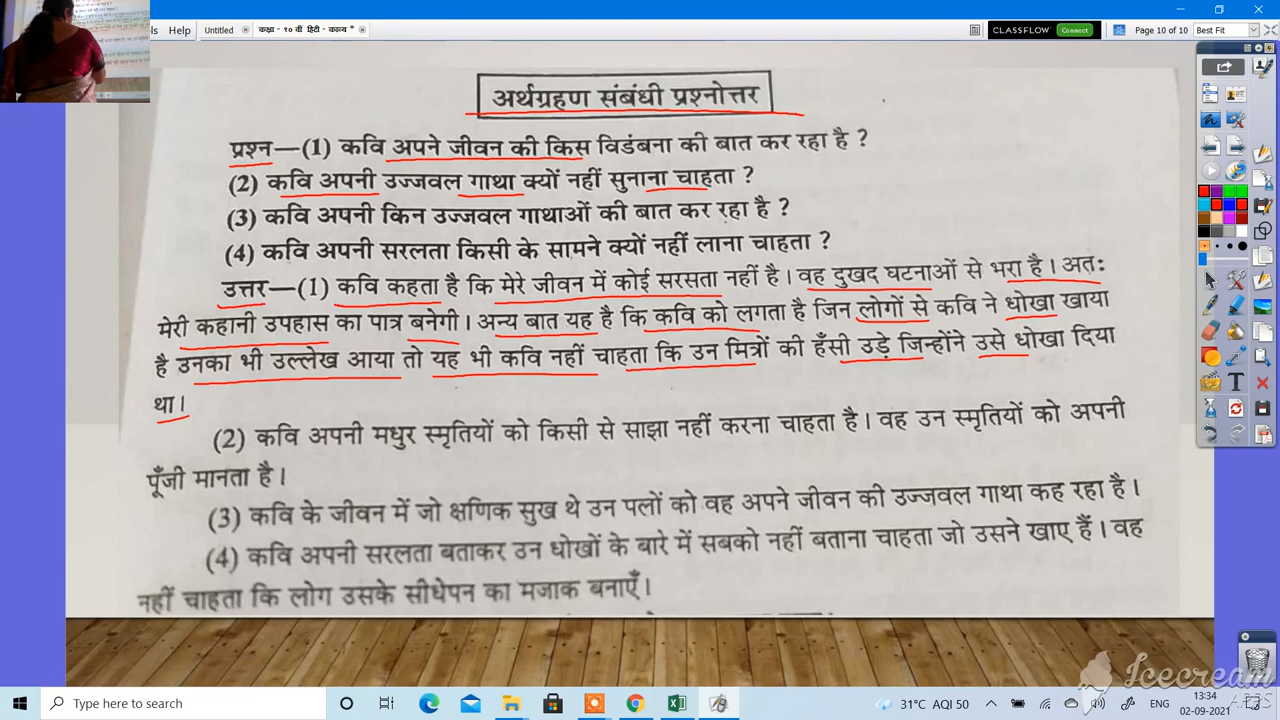 ols Help Untitled कक्षा - १० वीं हिंदी - काव्य * CLASSFLOW Connect Page 10 of 10 Best Fit
अर्थग्रहण संबंधी प्रश्नोत्तर
प्रश्न—(1) कवि अपने जीवन की किस विडंबना की बात कर रहा है ?
(2) कवि अपनी उज्जवल गाथा क्यों नहीं सुनाना चाहता ?
(3) कवि अपनी किन उज्जवल गाथाओं की बात कर रहा है ?
(4) कवि अपनी सरलता किसी के सामने क्यों नहीं लाना चाहता ?
उत्तर—(1) कवि कहता है कि मेरे जीवन में कोई सरसता नहीं है। वह दुखद घटनाओं से भरा है। अतः
मेरी कहानी उपहास का पात्र बनेगी। अन्य बात यह है कि कवि को लगता है जिन लोगों से कवि ने धोखा खाया
है उनका भी उल्लेख आया तो यह भी कवि नहीं चाहता कि उन मित्रों की हँसी उड़े जिन्होंने उसे धोखा दिया
था।
(2) कवि अपनी मधुर स्मृतियों को किसी से साझा नहीं करना चाहता है। वह उन स्मृतियों को अपनी
पूँजी मानता है।
(3) कवि के जीवन में जो क्षणिक सुख थे उन पलों को वह अपने जीवन की उज्जवल गाथा कह रहा है।
(4) कवि अपनी सरलता बताकर उन धोखों के बारे में सबको नहीं बताना चाहता जो उसने खाए हैं। वह
नहीं चाहता कि लोग उसके सीधेपन का मजाक बनाएँ।
Icecream
APPS
Type here to search 31°C AQI 50 ENG 13:34
02-09-2021